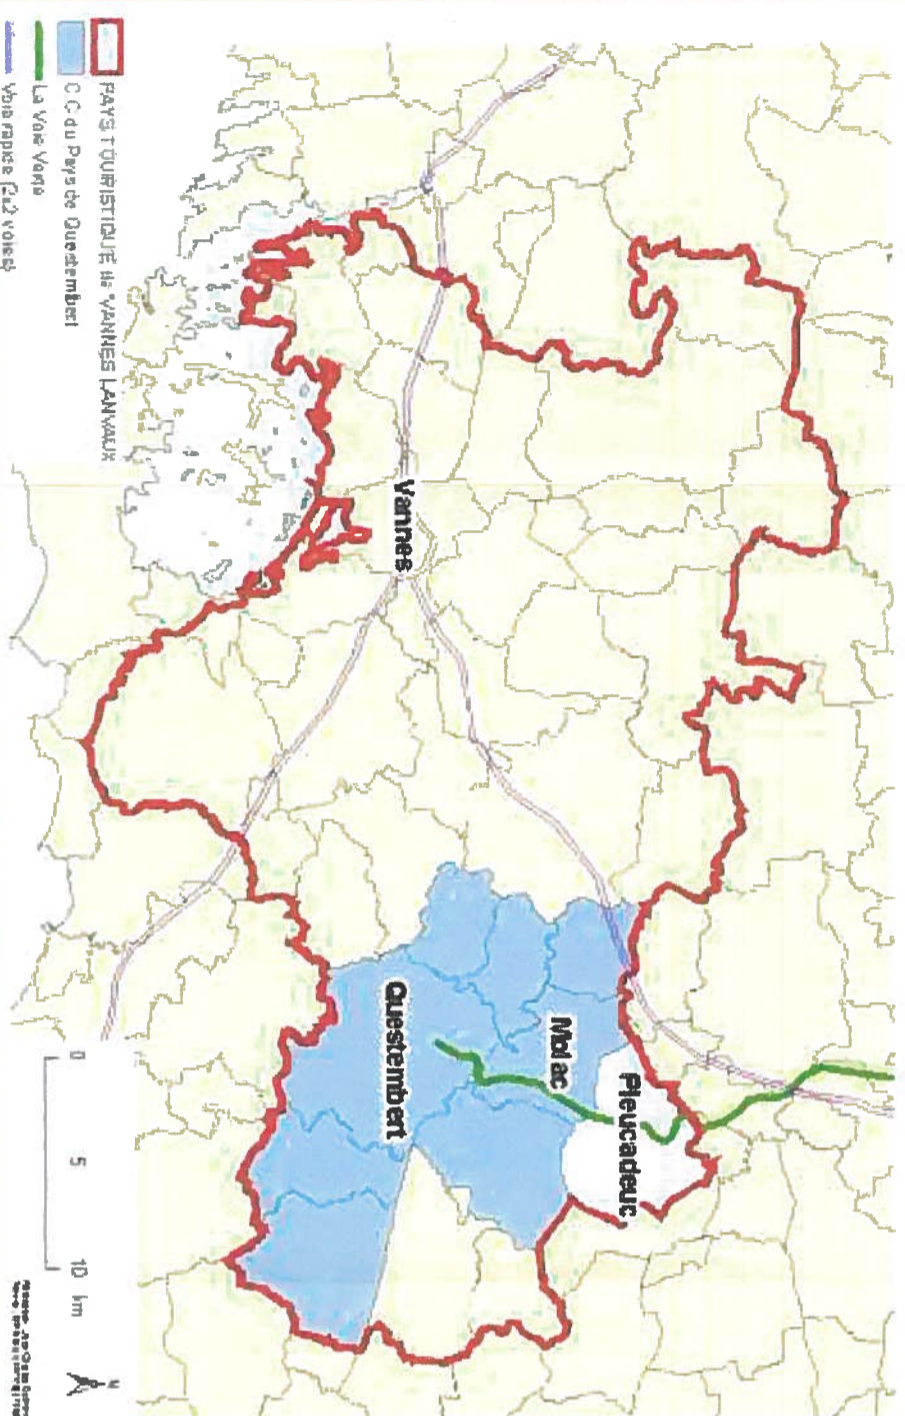 Vannes
Molac
Pleucadeuc
Questembert
PAYS TOURISTIQUE de VANNES LANVAUX
C.C du Pays de Questembert
La Voie Verte
Voie rapide (2x2 voies)
0 5 10 km
N